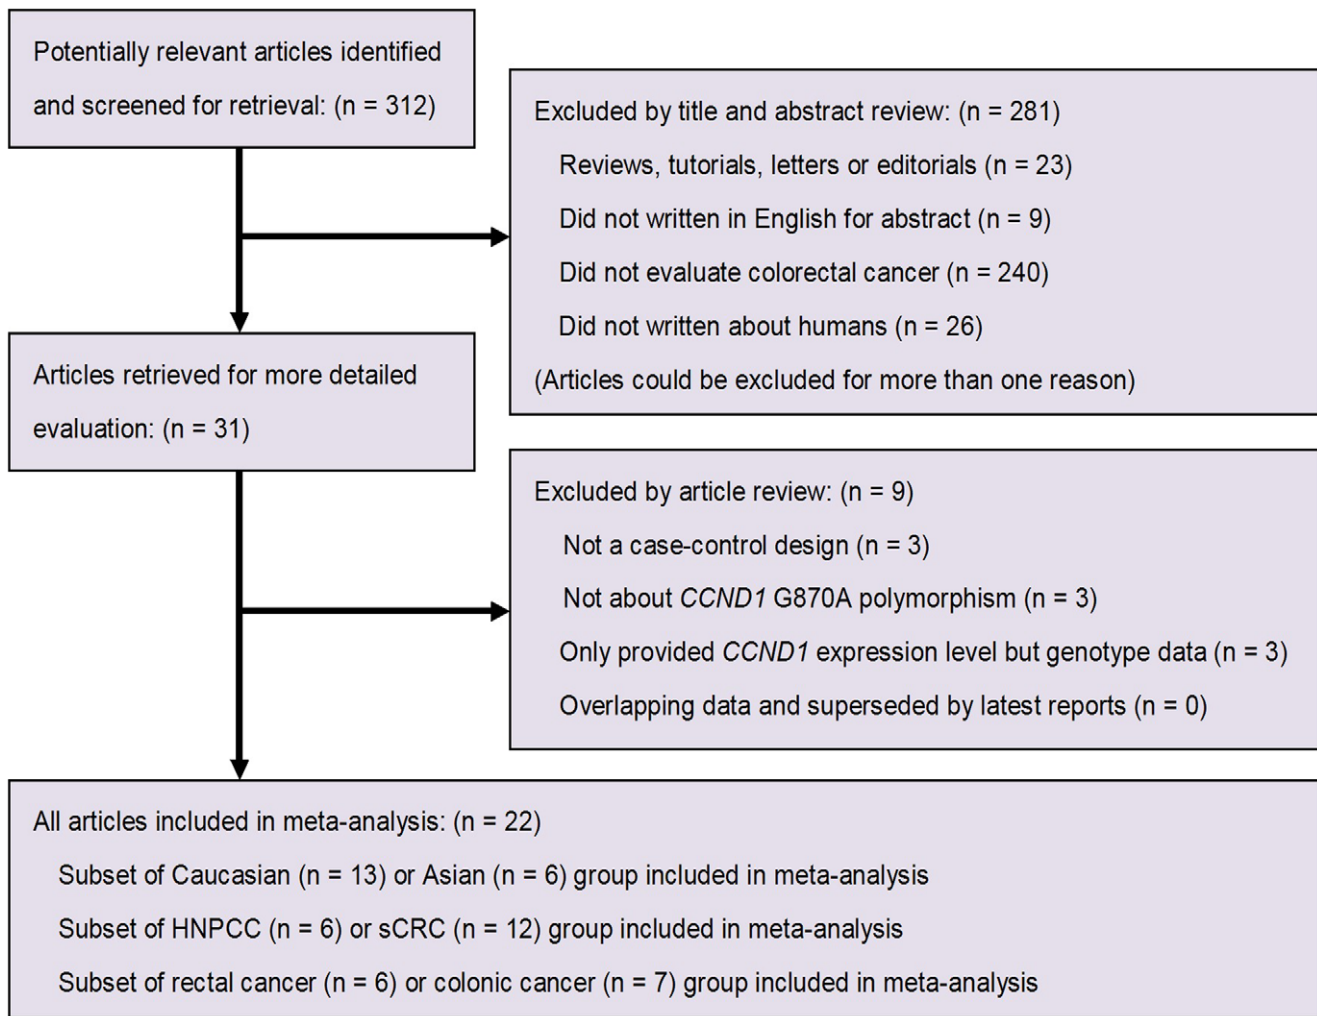 Potentially relevant articles identified
and screened for retrieval: (n = 312)
Excluded by title and abstract review: (n = 281)
Reviews, tutorials, letters or editorials (n = 23)
Did not written in English for abstract (n = 9)
Did not evaluate colorectal cancer (n = 240)
Did not written about humans (n = 26)
(Articles could be excluded for more than one reason)
Articles retrieved for more detailed
evaluation: (n = 31)
Excluded by article review: (n = 9)
Not a case-control design (n = 3)
Not about CCND1 G870A polymorphism (n = 3)
Only provided CCND1 expression level but genotype data (n = 3)
Overlapping data and superseded by latest reports (n = 0)
All articles included in meta-analysis: (n = 22)
Subset of Caucasian (n = 13) or Asian (n = 6) group included in meta-analysis
Subset of HNPCC (n = 6) or sCRC (n = 12) group included in meta-analysis
Subset of rectal cancer (n = 6) or colonic cancer (n = 7) group included in meta-analysis